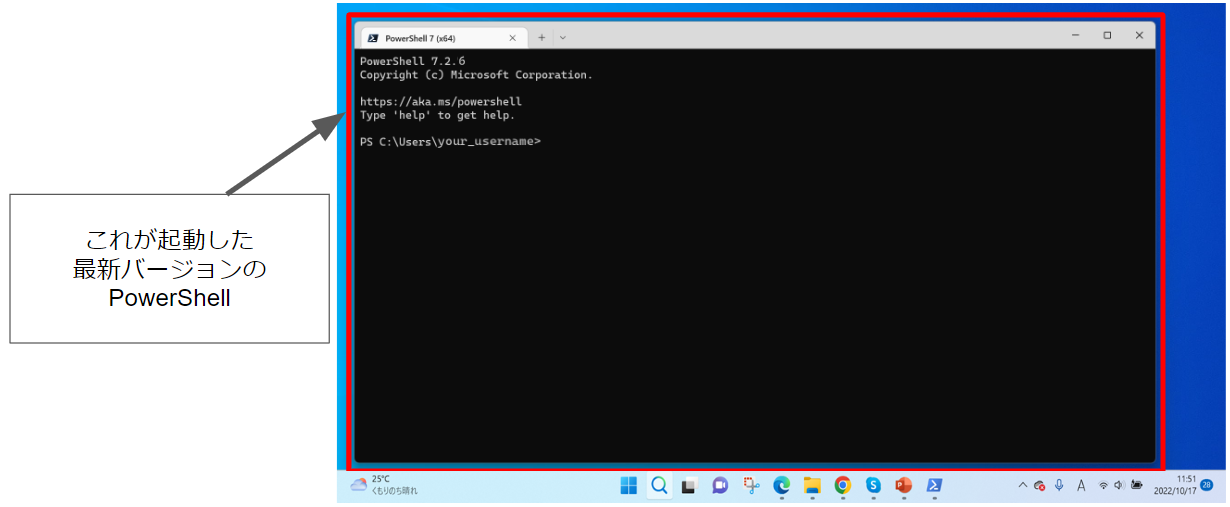 PowerShell 7 (x64)
PowerShell 7.2.6
Copyright (c) Microsoft Corporation.
https://aka.ms/powershell
Type 'help' to get help.
PS C:\Users\your_username>
これが起動した
最新バージョンの
PowerShell
25°C
くもりのち晴れ
A
11:51
2022/10/17
28